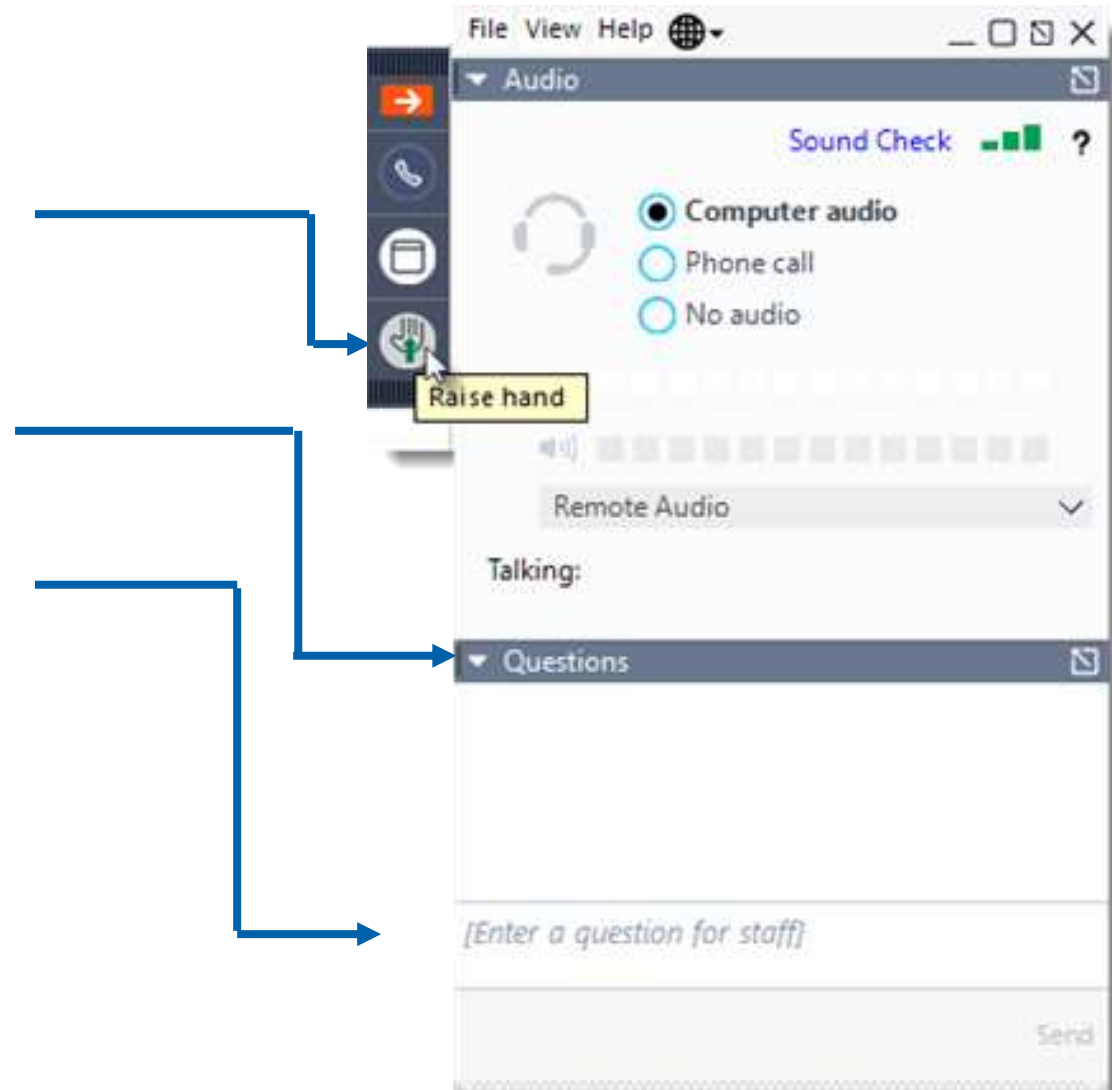 File View Help
Audio
Sound Check ?
Computer audio
Phone call
No audio
Raise hand
Remote Audio
Talking:
Questions
[Enter a question for staff]
Send